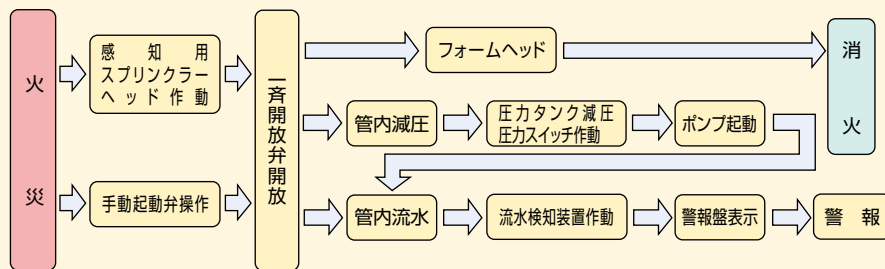 火災
感知用
スプリンクラー
ヘッド作動
手動起動弁操作
一斉開放弁開放
フォームヘッド
消火
管内減圧
圧力タンク減圧
圧力スイッチ作動
ポンプ起動
管内流水
流水検知装置作動
警報盤表示
警報